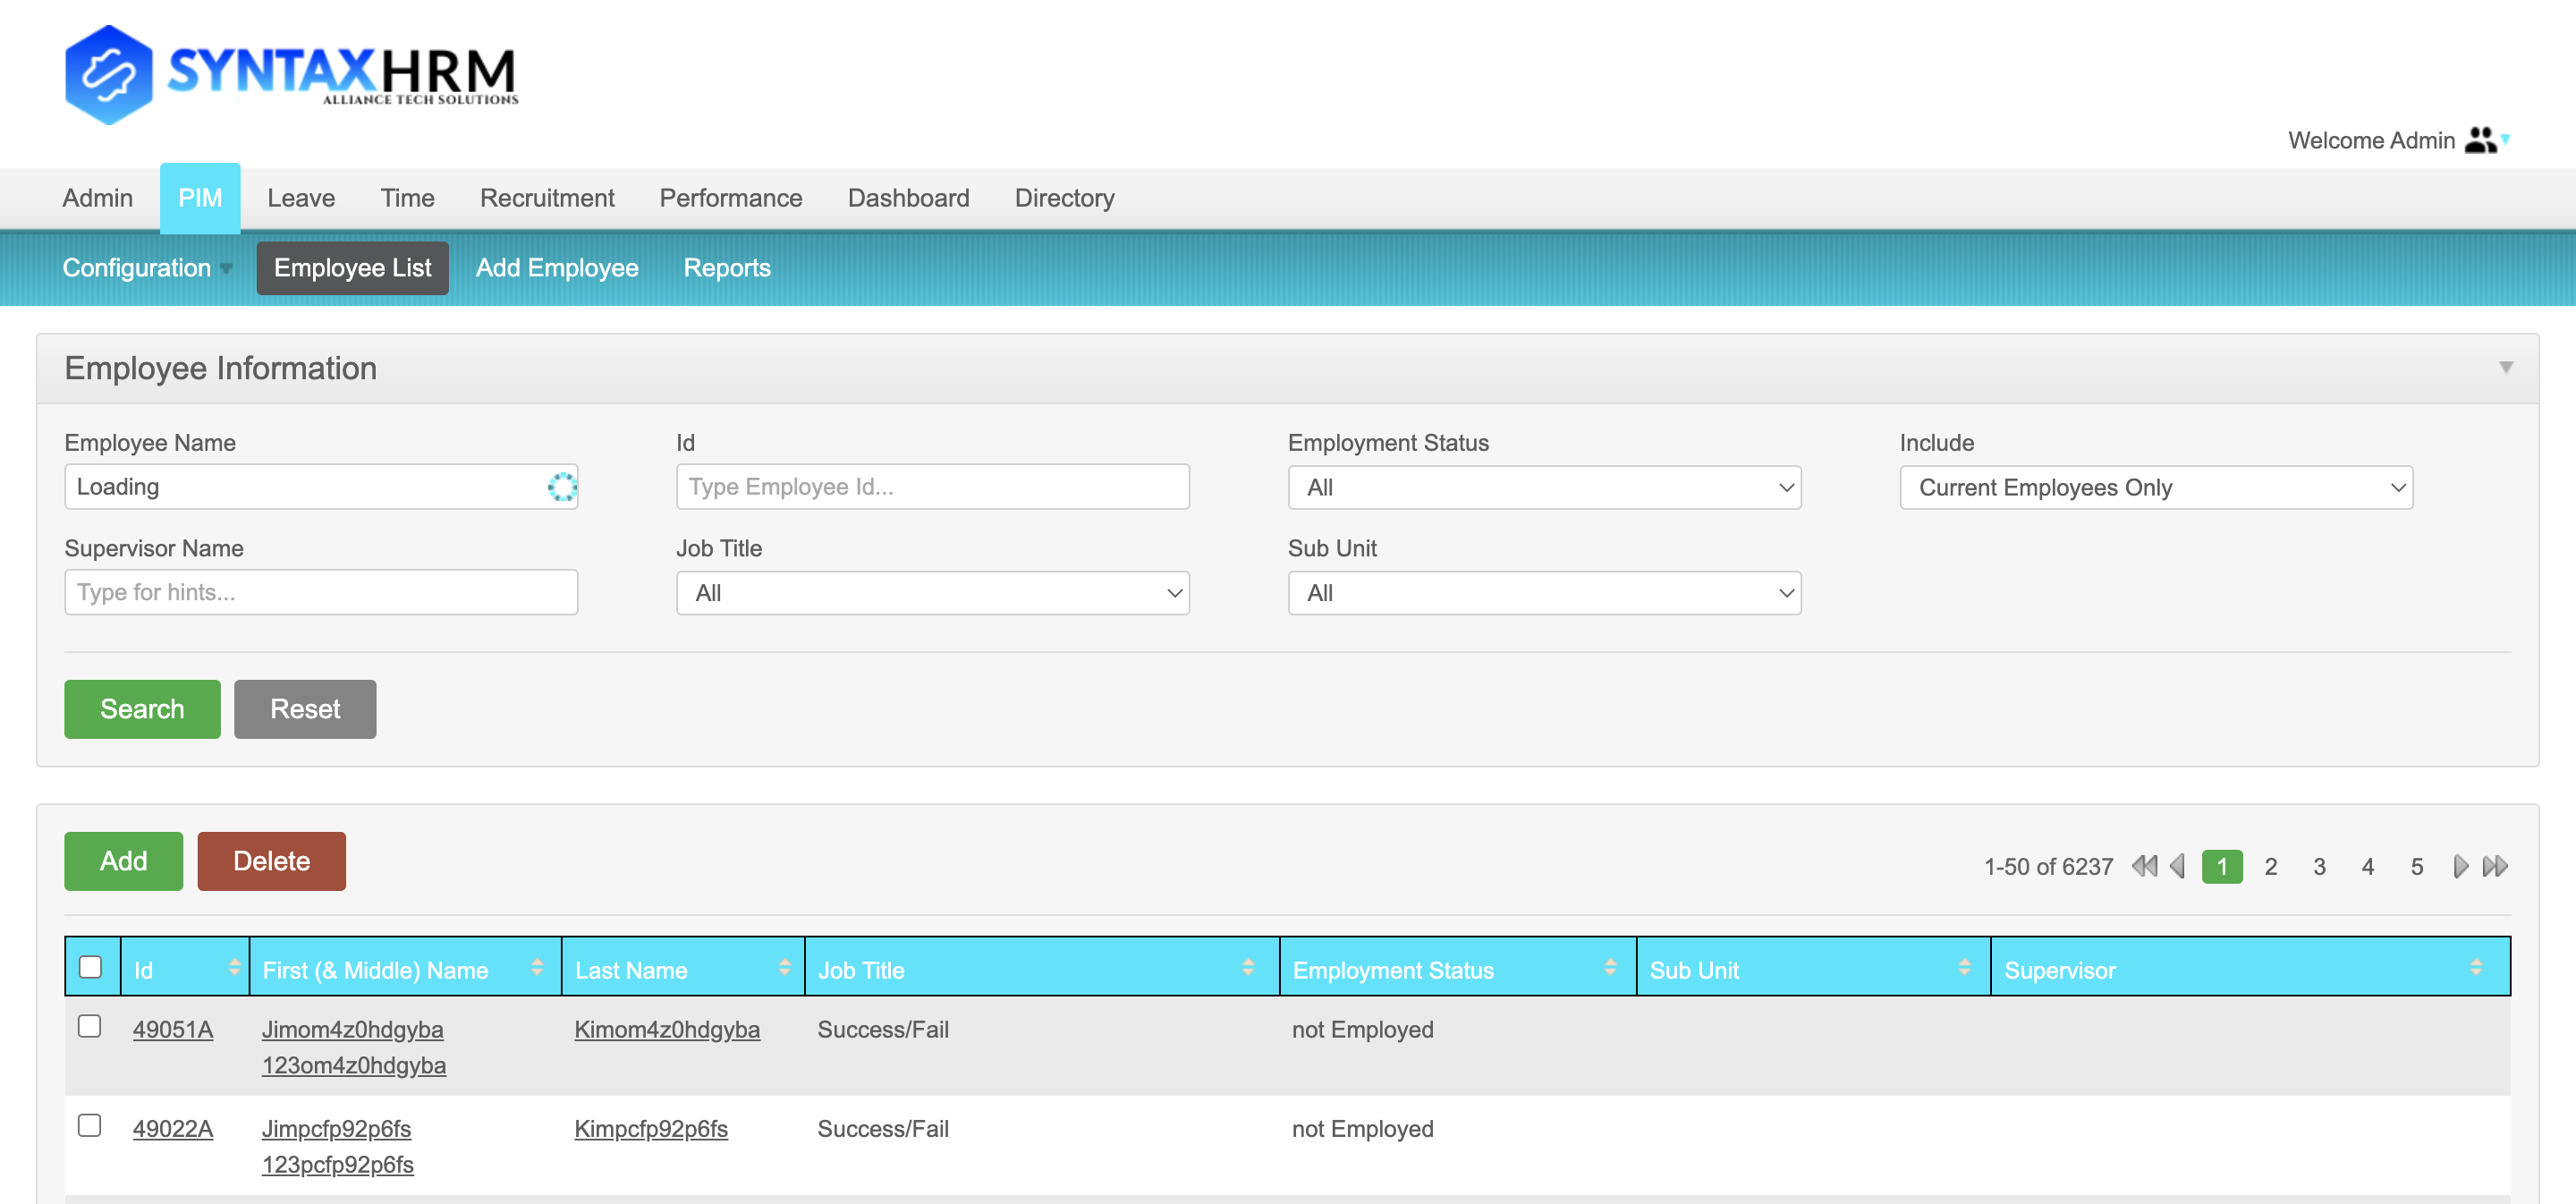 SYNTAXHRM
ALLIANCE TECH SOLUTIONS
Welcome Admin
Admin PIM Leave Time Recruitment Performance Dashboard Directory
Configuration Employee List Add Employee Reports
Employee Information
Employee Name Id Employment Status Include
Loading Type Employee Id... All Current Employees Only
Supervisor Name Job Title Sub Unit
Type for hints... All All
Search Reset
Add Delete
1-50 of 6237 1 2 3 4 5
Id First (& Middle) Name Last Name Job Title Employment Status Sub Unit Supervisor
49051A Jimom4z0hdgyba Kimom4z0hdgyba Success/Fail not Employed
123om4z0hdgyba
49022A Jimpcfp92p6fs Kimpcfp92p6fs Success/Fail not Employed
123pcfp92p6fs